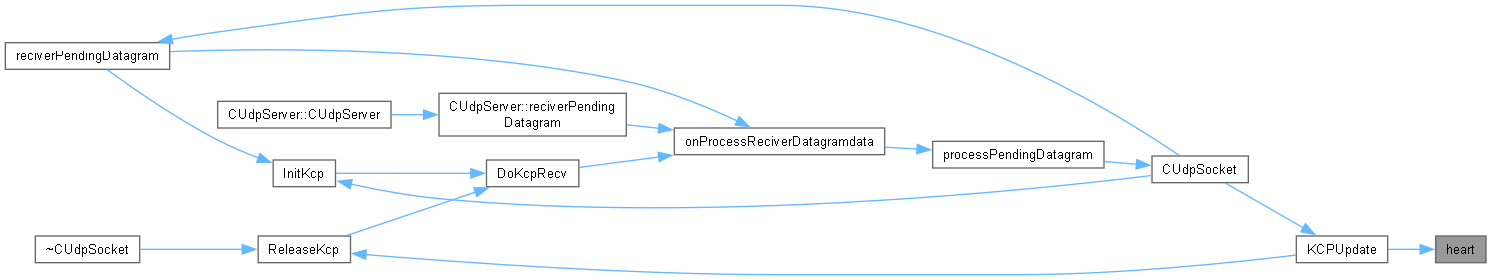 reciverPendingDatagram
CUdpServer::CUdpServer
CUdpServer::reciverPending
Datagram
onProcessReciverDatagramdata
processPendingDatagram
CUdpSocket
InitKcp
DoKcpRecv
~CUdpSocket
ReleaseKcp
KCPUpdate
heart